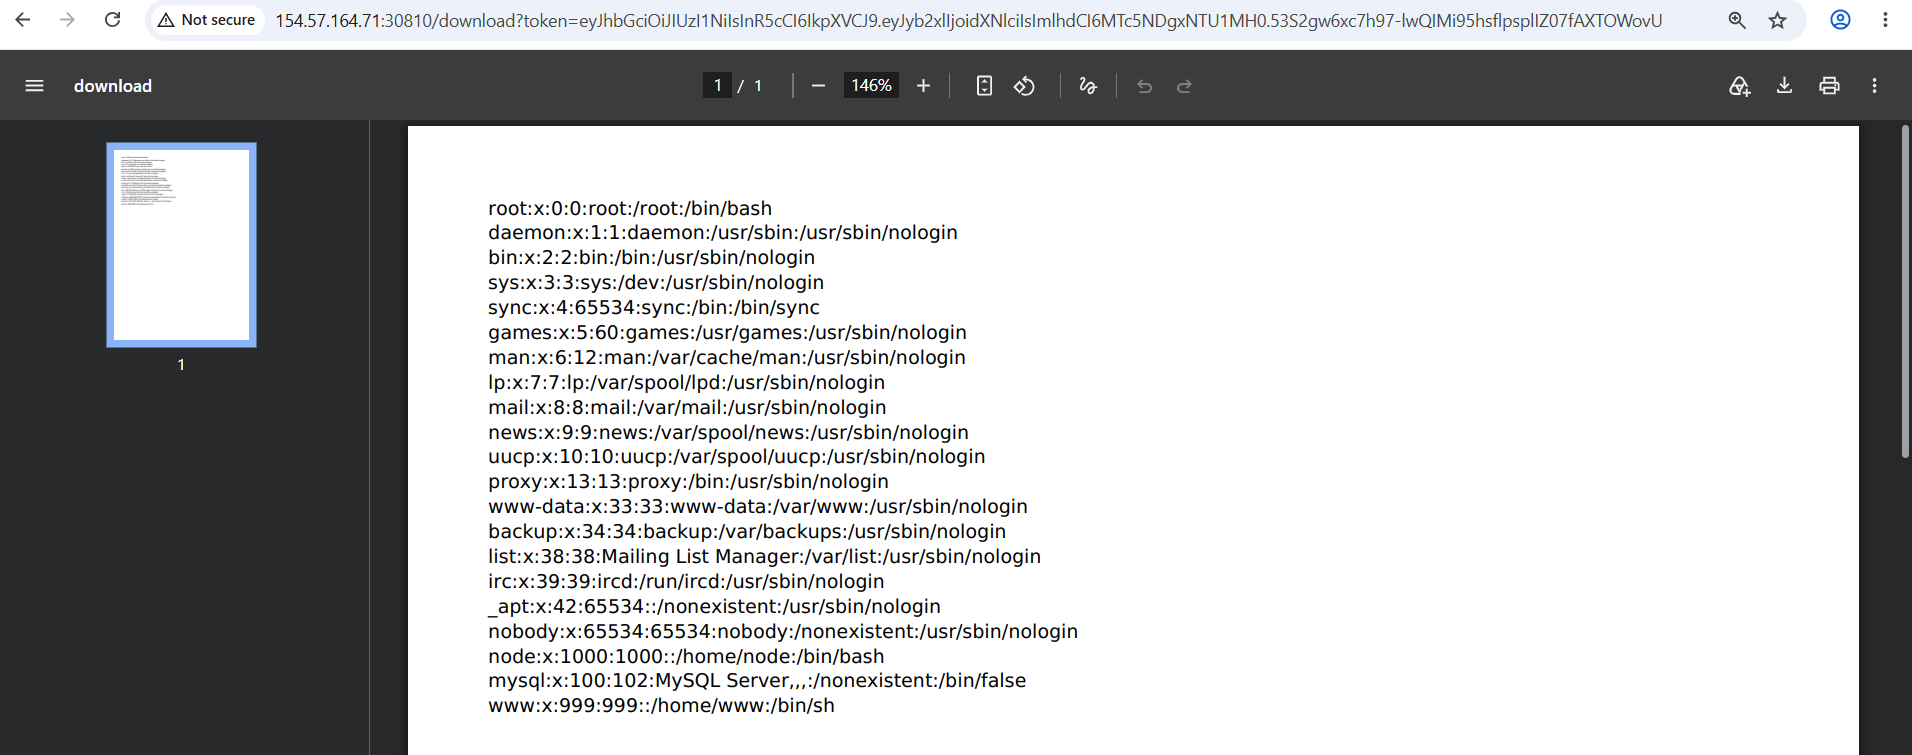 Not secure
154.57.164.71:30810/download?token=eyJhbGciOiJIUzI1NiIsInR5cCI6IkpXVCJ9.eyJyb2xlIjoidXNlciIsImlhdCI6MTc5NDgxNTU1MH0.53S2gw6xc7h97-lwQIMi95hsflpsplIZ07fAXTOWovU
download
1 / 1
146%
1
root:x:0:0:root:/root:/bin/bash
daemon:x:1:1:daemon:/usr/sbin:/usr/sbin/nologin
bin:x:2:2:bin:/bin:/usr/sbin/nologin
sys:x:3:3:sys:/dev:/usr/sbin/nologin
sync:x:4:65534:sync:/bin:/bin/sync
games:x:5:60:games:/usr/games:/usr/sbin/nologin
man:x:6:12:man:/var/cache/man:/usr/sbin/nologin
lp:x:7:7:lp:/var/spool/lpd:/usr/sbin/nologin
mail:x:8:8:mail:/var/mail:/usr/sbin/nologin
news:x:9:9:news:/var/spool/news:/usr/sbin/nologin
uucp:x:10:10:uucp:/var/spool/uucp:/usr/sbin/nologin
proxy:x:13:13:proxy:/bin:/usr/sbin/nologin
www-data:x:33:33:www-data:/var/www:/usr/sbin/nologin
backup:x:34:34:backup:/var/backups:/usr/sbin/nologin
list:x:38:38:Mailing List Manager:/var/list:/usr/sbin/nologin
irc:x:39:39:ircd:/run/ircd:/usr/sbin/nologin
_apt:x:42:65534::/nonexistent:/usr/sbin/nologin
nobody:x:65534:65534:nobody:/nonexistent:/usr/sbin/nologin
node:x:1000:1000::/home/node:/bin/bash
mysql:x:100:102:MySQL Server,,,:/nonexistent:/bin/false
www:x:999:999::/home/www:/bin/sh